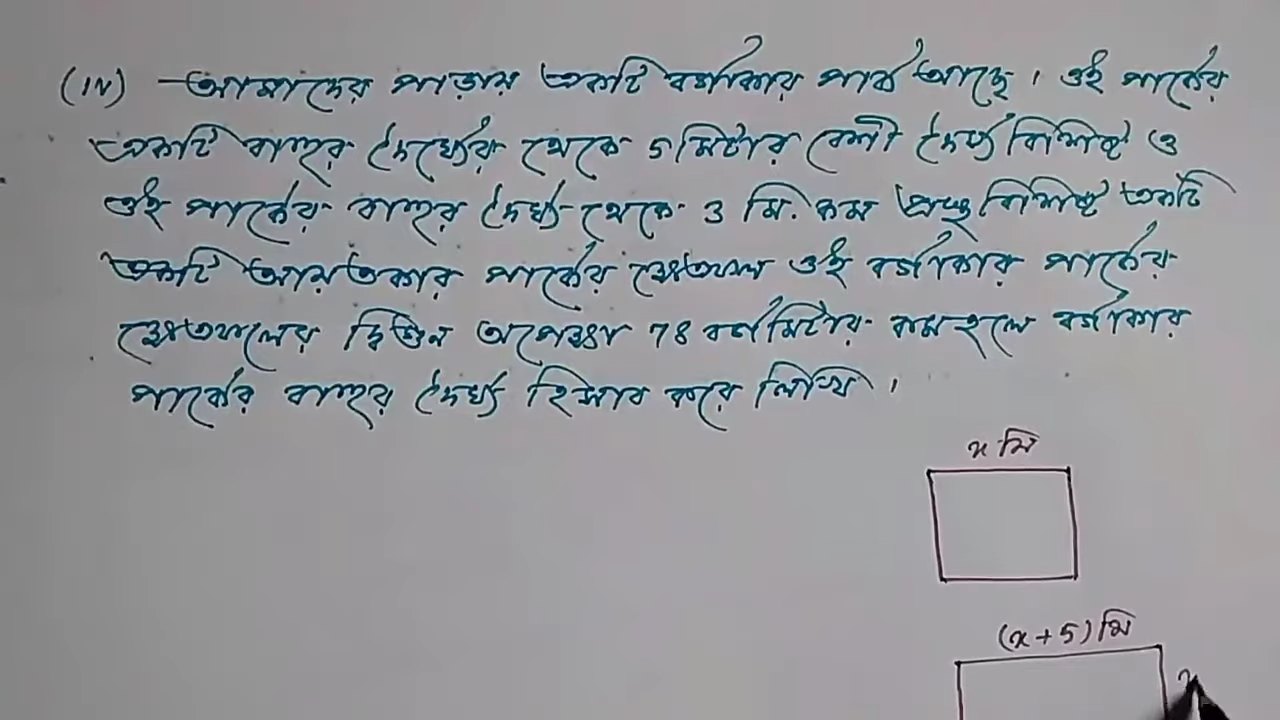 (IV) আমাদের পাড়ায় একটি বর্গাকার পার্ক আছে। ওই পার্কের
একটি বাহুর দৈর্ঘ্যের থেকে 5 মিটার বেশী দৈর্ঘ্য বিশিষ্ট ও
ওই পার্কের বাহুর দৈর্ঘ্য থেকে 3 মি. কম প্রস্থ বিশিষ্ট একটি
একটি আয়তকার পার্কের ক্ষেত্রফল ওই বর্গাকার পার্কের
ক্ষেত্রফলের দ্বিগুন অপেক্ষা 78 বর্গমিটার কম হলে বর্গাকার
পার্কের বাহুর দৈর্ঘ্য হিসাব করে লিখি।
x মি
(x+5) মি
x